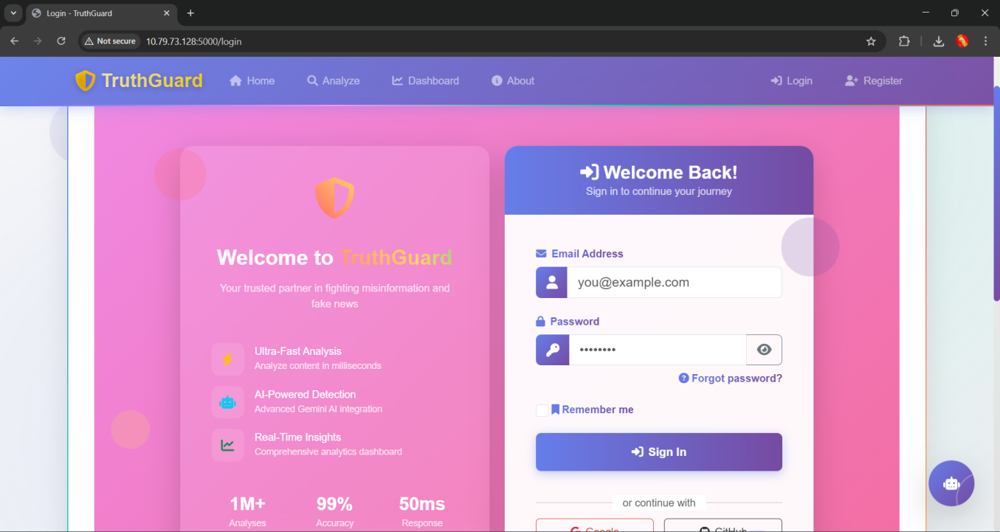 Login - TruthGuard
Not secure
10.79.73.128:5000/login
TruthGuard
Home
Analyze
Dashboard
About
Login
Register
Welcome to TruthGuard
Your trusted partner in fighting misinformation and
fake news
Ultra-Fast Analysis
Analyze content in milliseconds
AI-Powered Detection
Advanced Gemini AI integration
Real-Time Insights
Comprehensive analytics dashboard
1M+ 99% 50ms
Analyses Accuracy Response
Welcome Back!
Sign in to continue your journey
Email Address
you@example.com
Password
••••••••
Forgot password?
Remember me
Sign In
or continue with
Google
GitHub